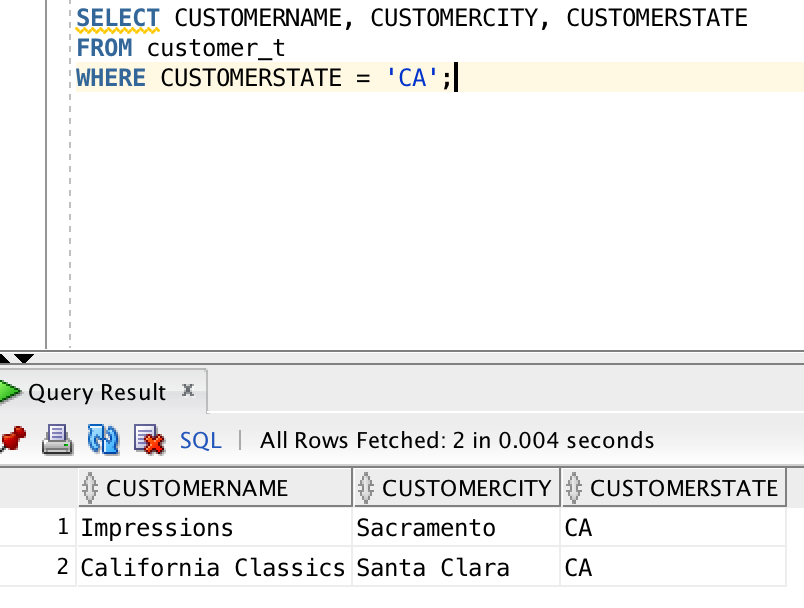 SELECT CUSTOMERNAME, CUSTOMERCITY, CUSTOMERSTATE
FROM customer_t
WHERE CUSTOMERSTATE = 'CA';
Query Result x
SQL | All Rows Fetched: 2 in 0.004 seconds
CUSTOMERNAME CUSTOMERCITY CUSTOMERSTATE
1 Impressions Sacramento CA
2 California Classics Santa Clara CA